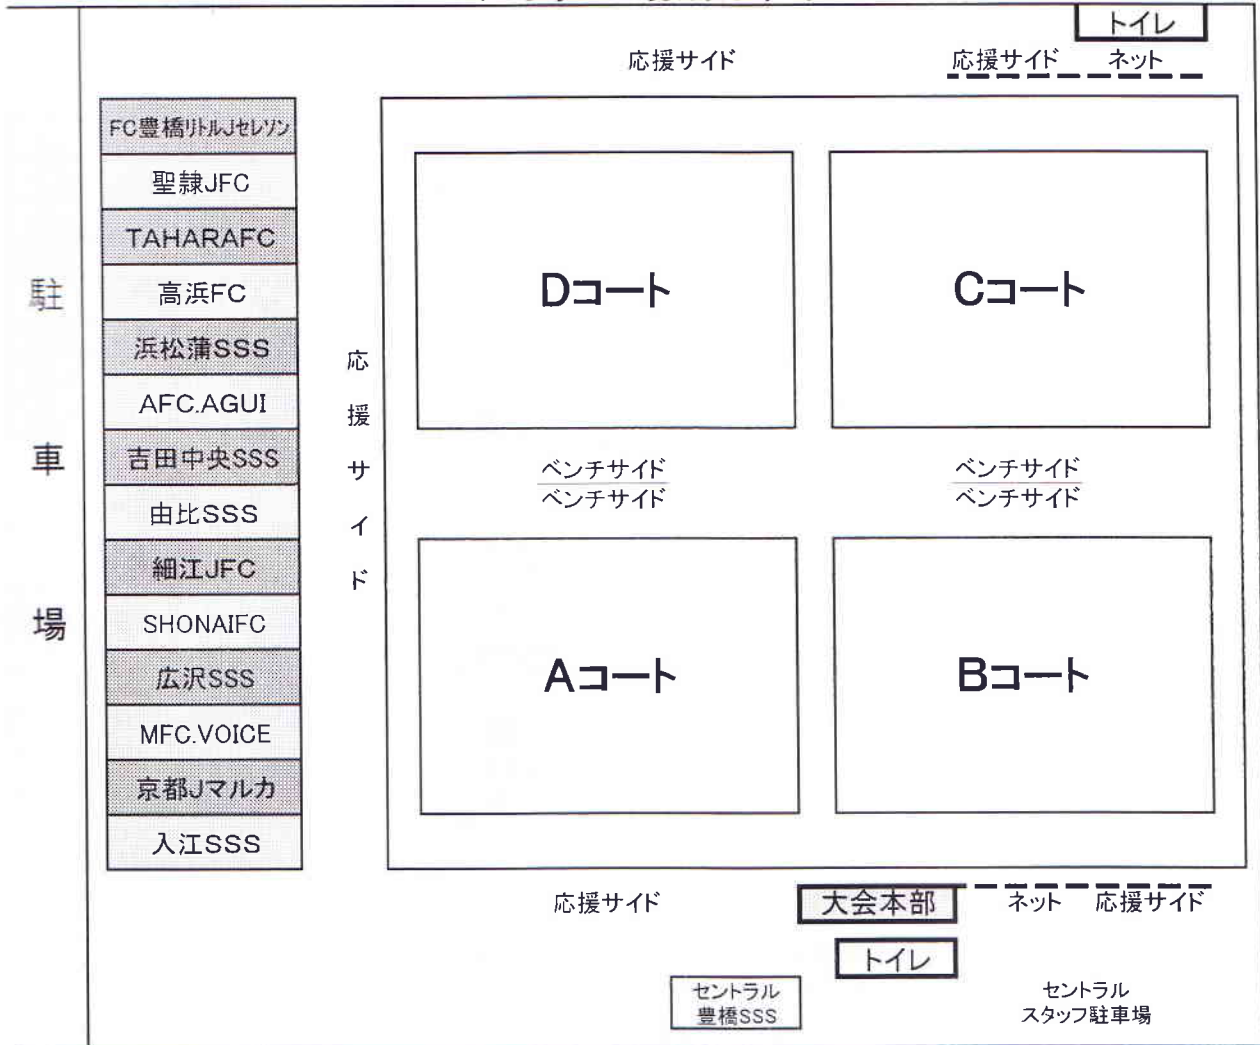 トイレ
応援サイド
応援サイド ネット
FC豊橋リトルJセレソン
聖隷JFC
TAHARAFC
高浜FC
浜松蒲SSS
AFC.AGUI
吉田中央SSS
由比SSS
細江JFC
SHONAIFC
広沢SSS
MFC.VOICE
京都Jマルカ
入江SSS
駐車場
応援サイド
Dコート
Cコート
ベンチサイド
ベンチサイド
ベンチサイド
ベンチサイド
Aコート
Bコート
応援サイド
大会本部
ネット 応援サイド
トイレ
セントラル
豊橋SSS
セントラル
スタッフ駐車場